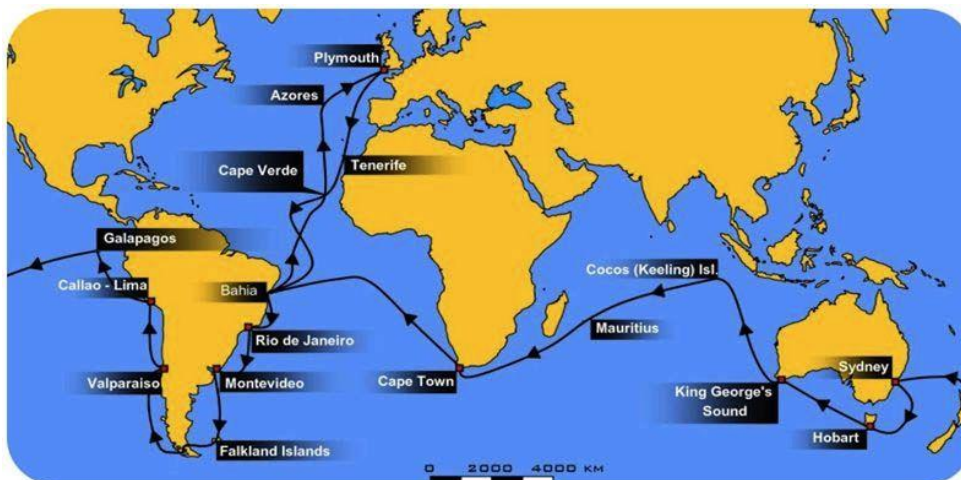 Plymouth
Azores
Cape Verde
Tenerife
Galapagos
Callao - Lima
Bahia
Cocos (Keeling) Isl.
Mauritius
Rio de Janeiro
Valparaiso
Montevideo
Cape Town
Sydney
King George's
Sound
Hobart
Falkland Islands
0 2000 4000 KM